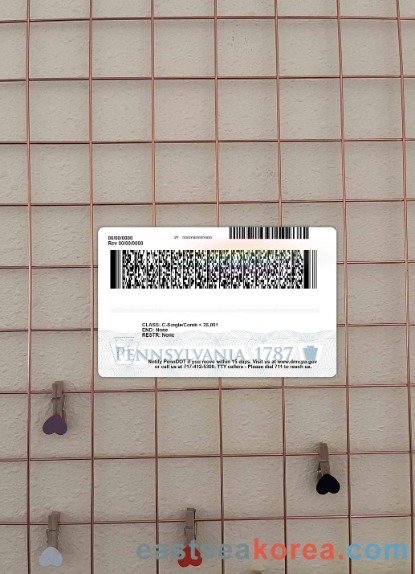 00/00/0000
Rev 00/00/0000
CLASS: C-Single/Comb < 26,001
END: None
RESTR: None
PENNSYLVANIA 1787
Notify PennDOT if you move within 15 days. Visit us at www.dmv.pa.gov
or call us at 717-412-5300. TTY callers - Please dial 711 to reach us.
eastseakorea.com